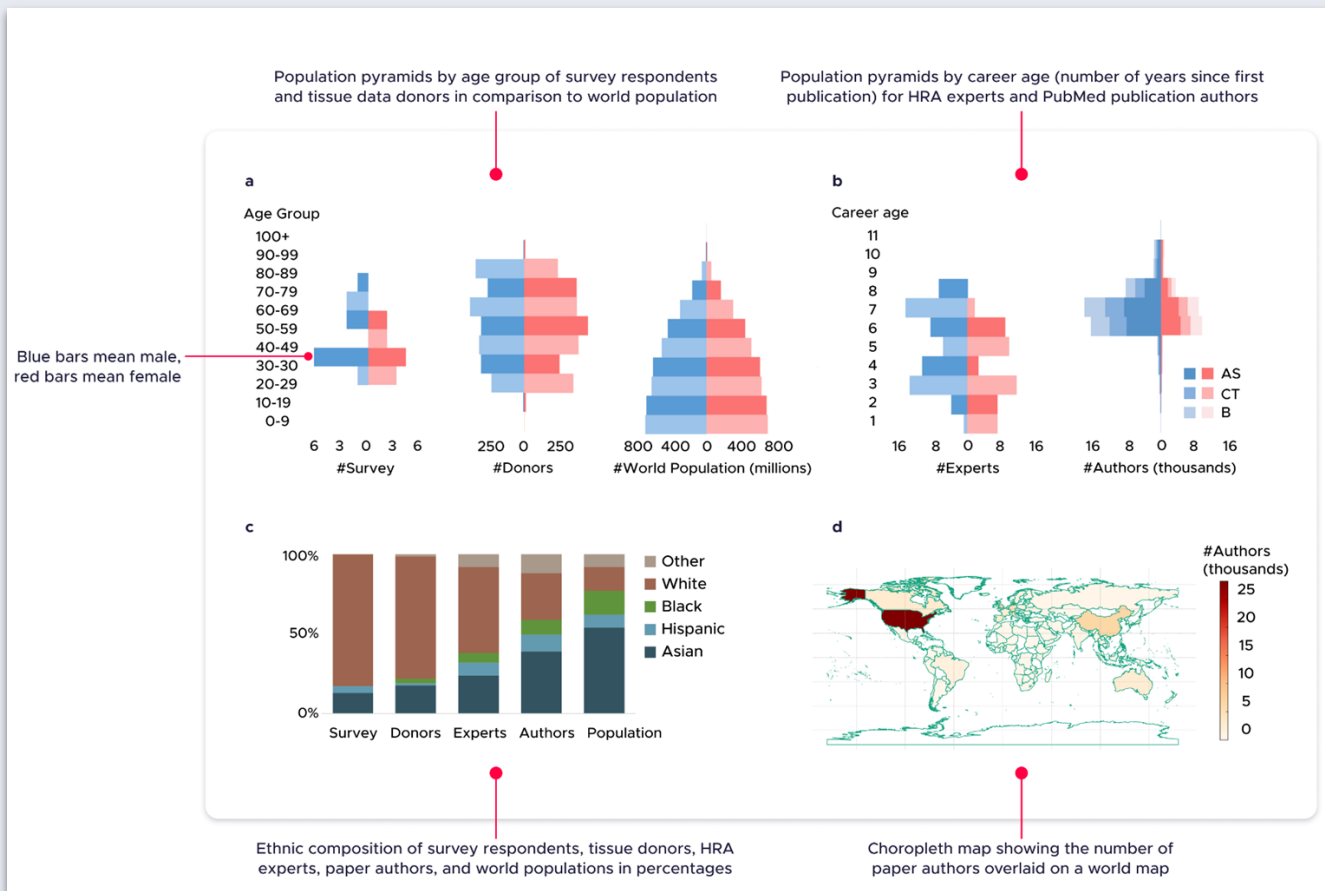 Population pyramids by age group of survey respondents
and tissue data donors in comparison to world population
Population pyramids by career age (number of years since first
publication) for HRA experts and PubMed publication authors
a
Age Group
100+
90-99
80-89
70-79
60-69
50-59
40-49
30-30
20-29
10-19
0-9
6 3 0 3 6
#Survey
250 0 250
#Donors
800 400 0 400 800
#World Population (millions)
Blue bars mean male,
red bars mean female
b
Career age
11
10
9
8
7
6
5
4
3
2
1
16 8 0 8 16
#Experts
16 8 0 8 16
#Authors (thousands)
AS
CT
B
c
100%
50%
0%
Survey Donors Experts Authors Population
Other
White
Black
Hispanic
Asian
d
#Authors
(thousands)
25
20
15
10
5
0
Ethnic composition of survey respondents, tissue donors, HRA
experts, paper authors, and world populations in percentages
Choropleth map showing the number of
paper authors overlaid on a world map